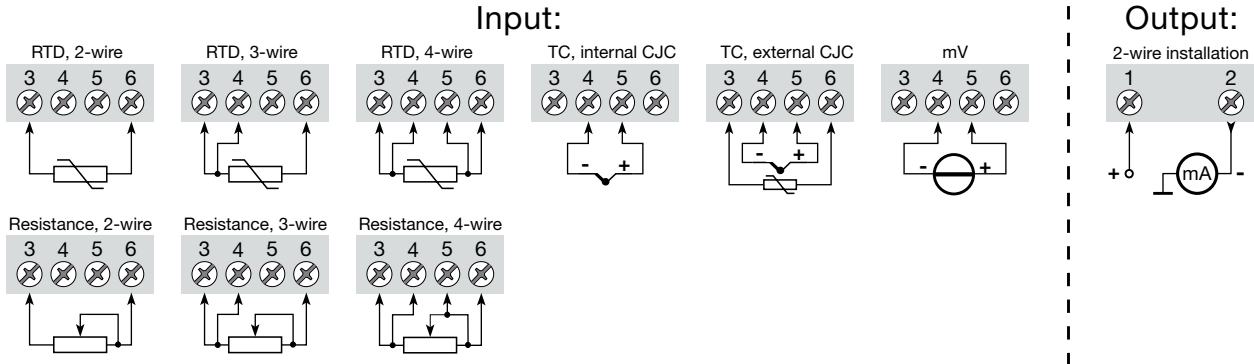 Input:
Output:
RTD, 2-wire
RTD, 3-wire
RTD, 4-wire
TC, internal CJC
TC, external CJC
mV
2-wire installation
3 4 5 6
3 4 5 6
3 4 5 6
3 4 5 6
3 4 5 6
3 4 5 6
1 2
- +
- +
- +
+ mA -
Resistance, 2-wire
Resistance, 3-wire
Resistance, 4-wire
3 4 5 6
3 4 5 6
3 4 5 6